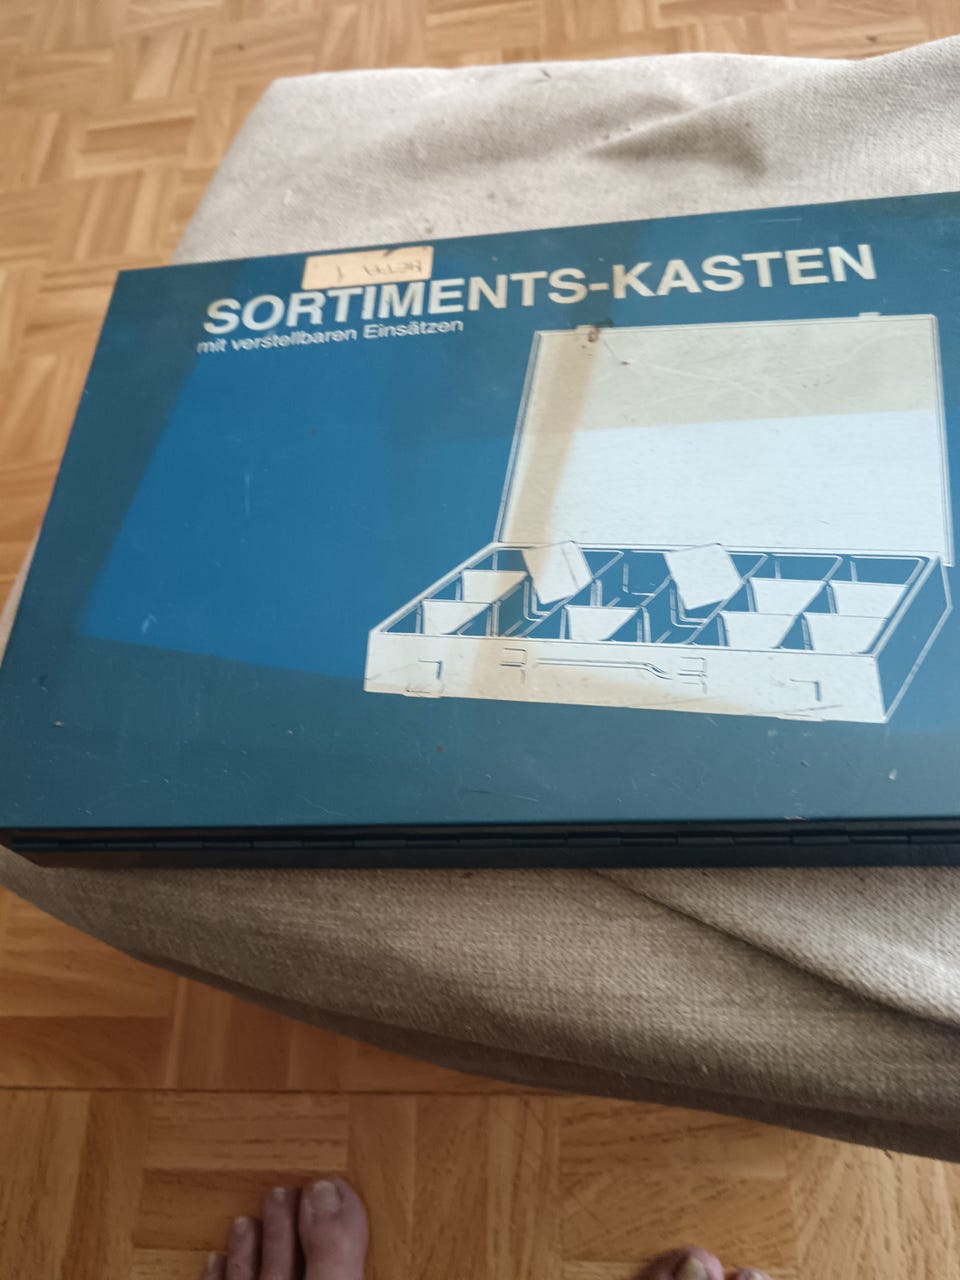 SORTIMENTS-KASTEN
mit verstellbaren Einsätzen